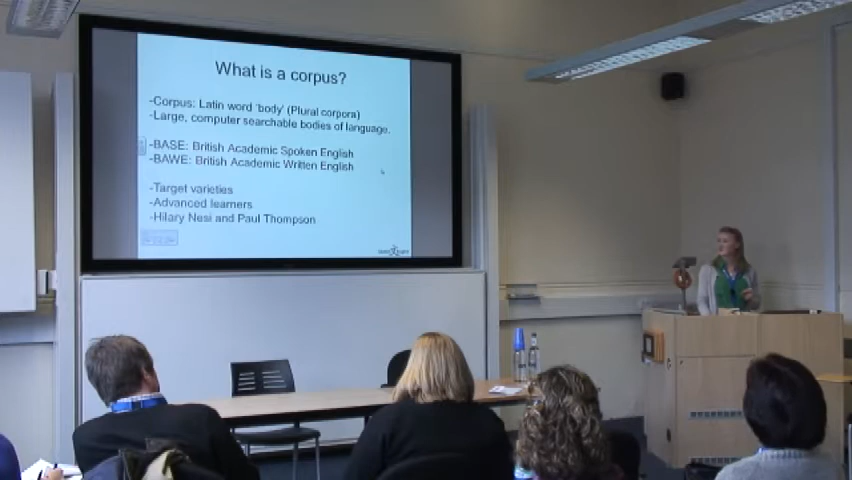 What is a corpus?
-Corpus: Latin word 'body' (Plural corpora)
-Large, computer searchable bodies of language.
-BASE: British Academic Spoken English
-BAWE: British Academic Written English
-Target varieties
-Advanced learners
-Hilary Nesi and Paul Thompson